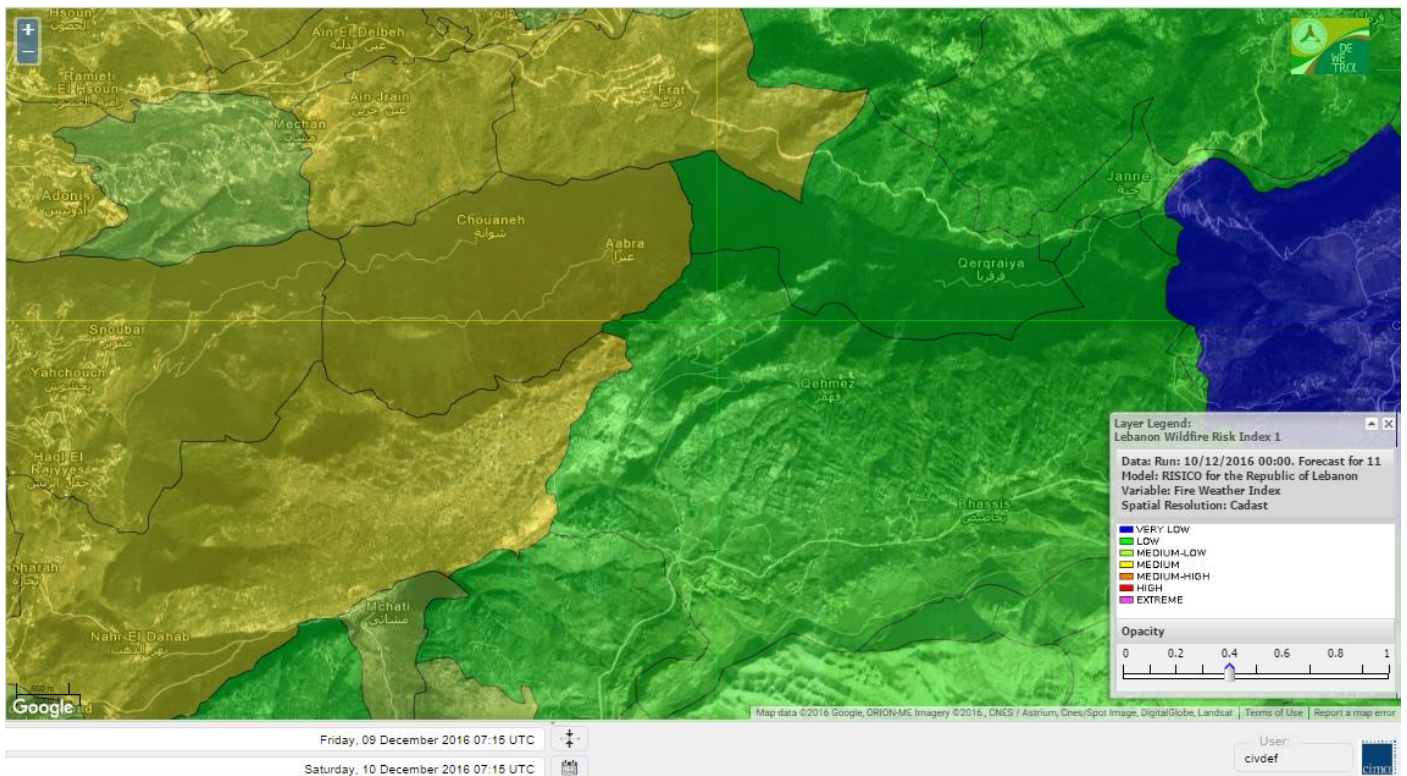 Hsoun
الحصون
Ramieti
El Hsoun
رامية الحصون
Ain El Delbeh
عين الدلبة
Ain Jrain
عين جرين
Mechan
مشان
Frat
فراط
Adonis
أدونيس
Janne
جنة
Chouaneh
شوانة
Aabra
عبرا
Qerqraiya
قرقريا
Snoubar
صنوبر
Yahchouch
يحشوش
Qehmez
قهمز
Haql El
Raiyyes
حقل الريس
Bhassis
بحاصيص
Mchati
مشاتي
Nahr El Dahab
نهر الدهب
DE
WE
TRα
Layer Legend:
Lebanon Wildfire Risk Index 1
Data: Run: 10/12/2016 00:00. Forecast for 11
Model: RISICO for the Republic of Lebanon
Variable: Fire Weather Index
Spatial Resolution: Cadast
VERY LOW
LOW
MEDIUM-LOW
MEDIUM
MEDIUM-HIGH
HIGH
EXTREME
Opacity
0 0.2 0.4 0.6 0.8 1
Google
Map data ©2016 Google, ORION-ME Imagery ©2016 , CNES / Astrium, Cnes/Spot Image, DigitalGlobe, Landsat | Terms of Use | Report a map error
Friday, 09 December 2016 07:15 UTC
Saturday, 10 December 2016 07:15 UTC
User:
civdef
cima